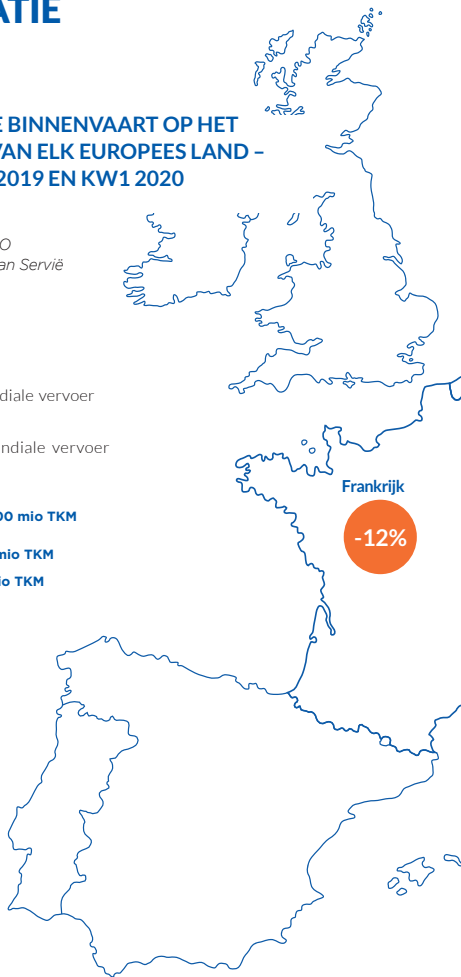 ATIE
E BINNENVAART OP HET
VAN ELK EUROPEES LAND –
2019 EN KW1 2020
O
an Servië
diale vervoer
ndiale vervoer
00 mio TKM
mio TKM
io TKM
Frankrijk
-12%